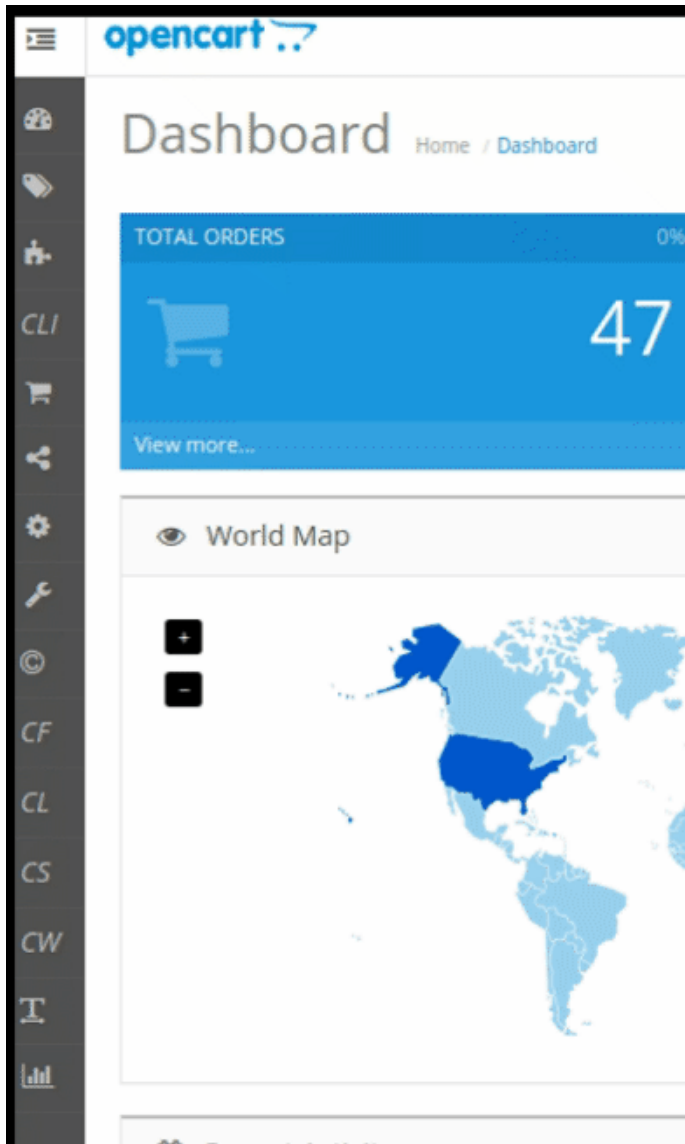 opencart
Dashboard Home / Dashboard
TOTAL ORDERS 0%
47
View more...
World Map
+
-
CLI
CF
CL
CS
CW